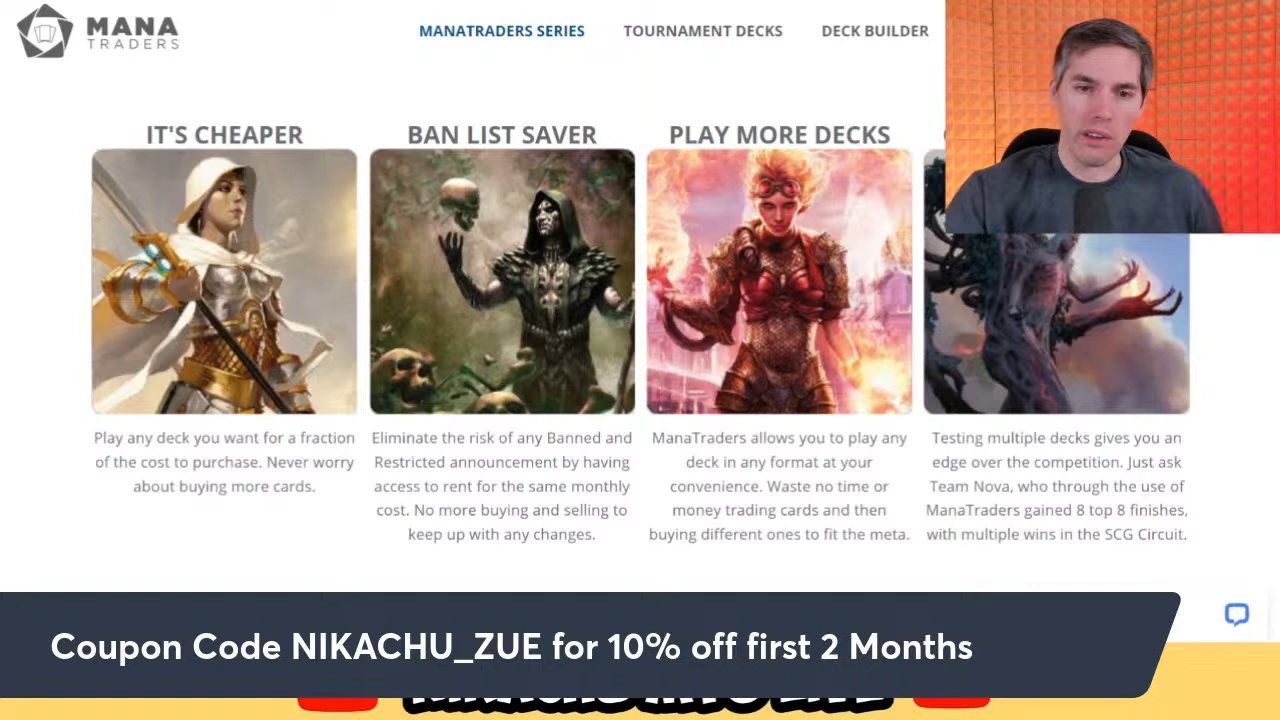 MANA
TRADERS
MANATRADERS SERIES
TOURNAMENT DECKS
DECK BUILDER
IT'S CHEAPER
BAN LIST SAVER
PLAY MORE DECKS
Play any deck you want for a fraction
of the cost to purchase. Never worry
about buying more cards.
Eliminate the risk of any Banned and
Restricted announcement by having
access to rent for the same monthly
cost. No more buying and selling to
keep up with any changes.
ManaTraders allows you to play any
deck in any format at your
convenience. Waste no time or
money trading cards and then
buying different ones to fit the meta.
Testing multiple decks gives you an
edge over the competition. Just ask
Team Nova, who through the use of
ManaTraders gained 8 top 8 finishes,
with multiple wins in the SCG Circuit.
Coupon Code NIKACHU_ZUE for 10% off first 2 Months